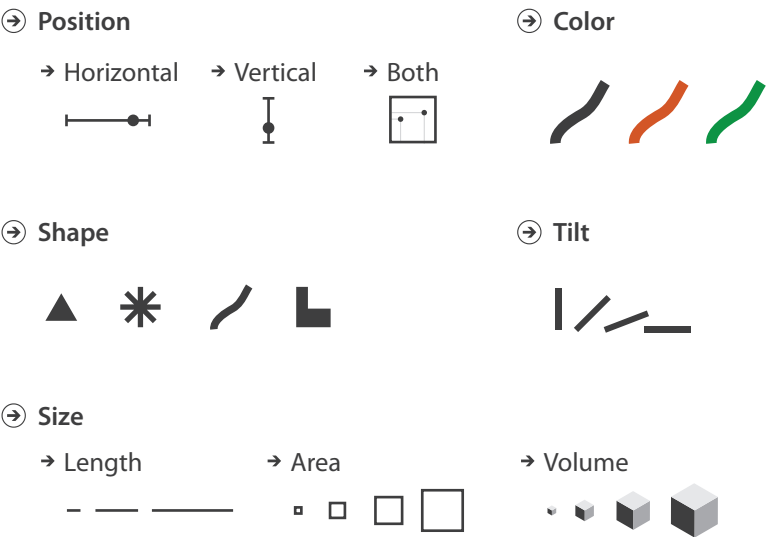 Position
Horizontal
Vertical
Both
Color
Shape
Tilt
Size
Length
Area
Volume